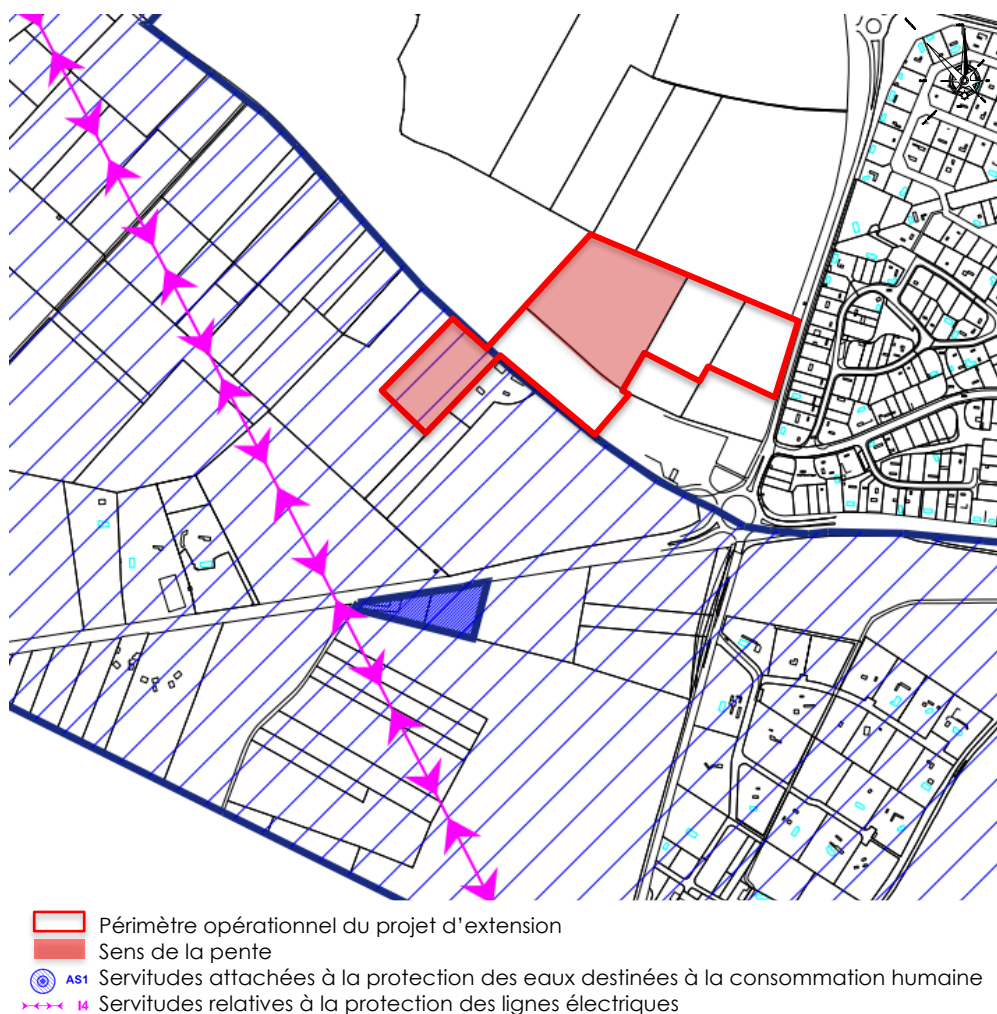 Périmètre opérationnel du projet d'extension
Sens de la pente
AS1 Servitudes attachées à la protection des eaux destinées à la consommation humaine
I4 Servitudes relatives à la protection des lignes électriques